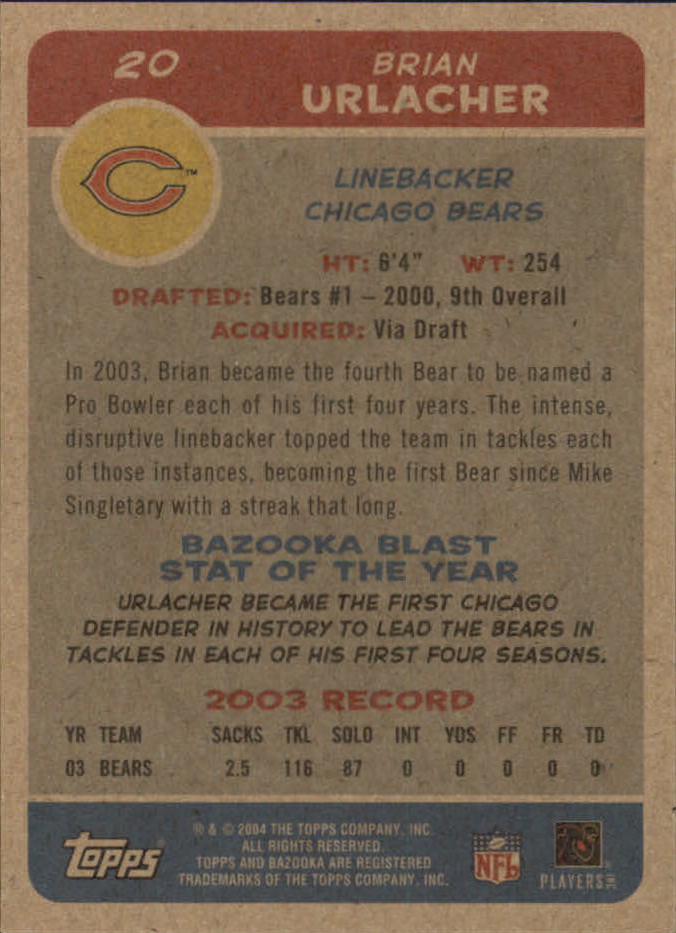 20
BRIAN
URLACHER
TM
LINEBACKER
CHICAGO BEARS
HT: 6'4" WT: 254
DRAFTED: Bears #1 – 2000, 9th Overall
ACQUIRED: Via Draft
In 2003, Brian became the fourth Bear to be named a
Pro Bowler each of his first four years. The intense,
disruptive linebacker topped the team in tackles each
of those instances, becoming the first Bear since Mike
Singletary with a streak that long.
BAZOOKA BLAST
STAT OF THE YEAR
URLACHER BECAME THE FIRST CHICAGO
DEFENDER IN HISTORY TO LEAD THE BEARS IN
TACKLES IN EACH OF HIS FIRST FOUR SEASONS.
2003 RECORD
YR TEAM SACKS TKL SOLO INT YDS FF FR TD
03 BEARS 2.5 116 87 0 0 0 0 0
topps
® & © 2004 THE TOPPS COMPANY, INC.
ALL RIGHTS RESERVED.
TOPPS AND BAZOOKA ARE REGISTERED
TRADEMARKS OF THE TOPPS COMPANY, INC.
NFL
PLAYERS